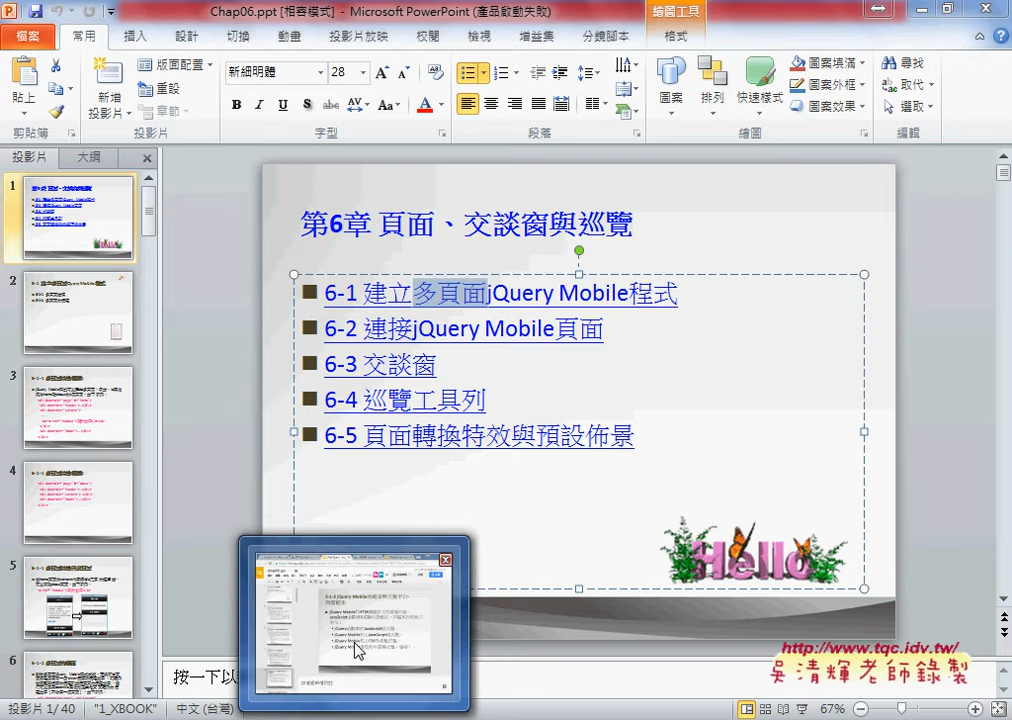 Chap06.ppt [相容模式] - Microsoft PowerPoint (產品啟動失敗)
繪圖工具
檔案 常用 插入 設計 切換 動畫 投影片放映 校閱 檢視 增益集 分鏡腳本 格式
貼上
剪貼簿
新增
投影片
版面配置
重設
章節
投影片
新細明體 28
B I U S abc AV Aa A
字型
段落
圖案 排列 快速樣式
圖案填滿
圖案外框
圖案效果
繪圖
尋找
取代
選取
編輯
投影片 大綱
1
2
3
4
5
6
第6章 頁面、交談窗與巡覽
6-1 建立多頁面jQuery Mobile程式
6-2 連接jQuery Mobile頁面
6-3 交談窗
6-4 巡覽工具列
6-5 頁面轉換特效與預設佈景
Hello
按一下以
http://www.tqc.idv.tw/
吳清輝老師錄製
投影片 1/ 40 "1_XBOOK" 中文 (台灣) 67%